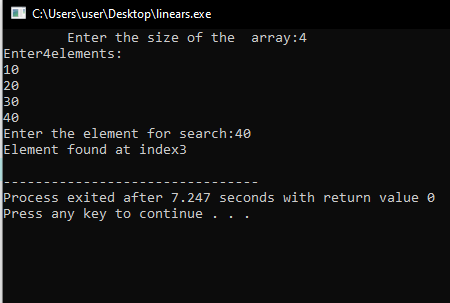 C:\Users\user\Desktop\linears.exe
Enter the size of the  array:4
Enter4elements:
10
20
30
40
Enter the element for search:40
Element found at index3
--------------------------------
Process exited after 7.247 seconds with return value 0
Press any key to continue . . .